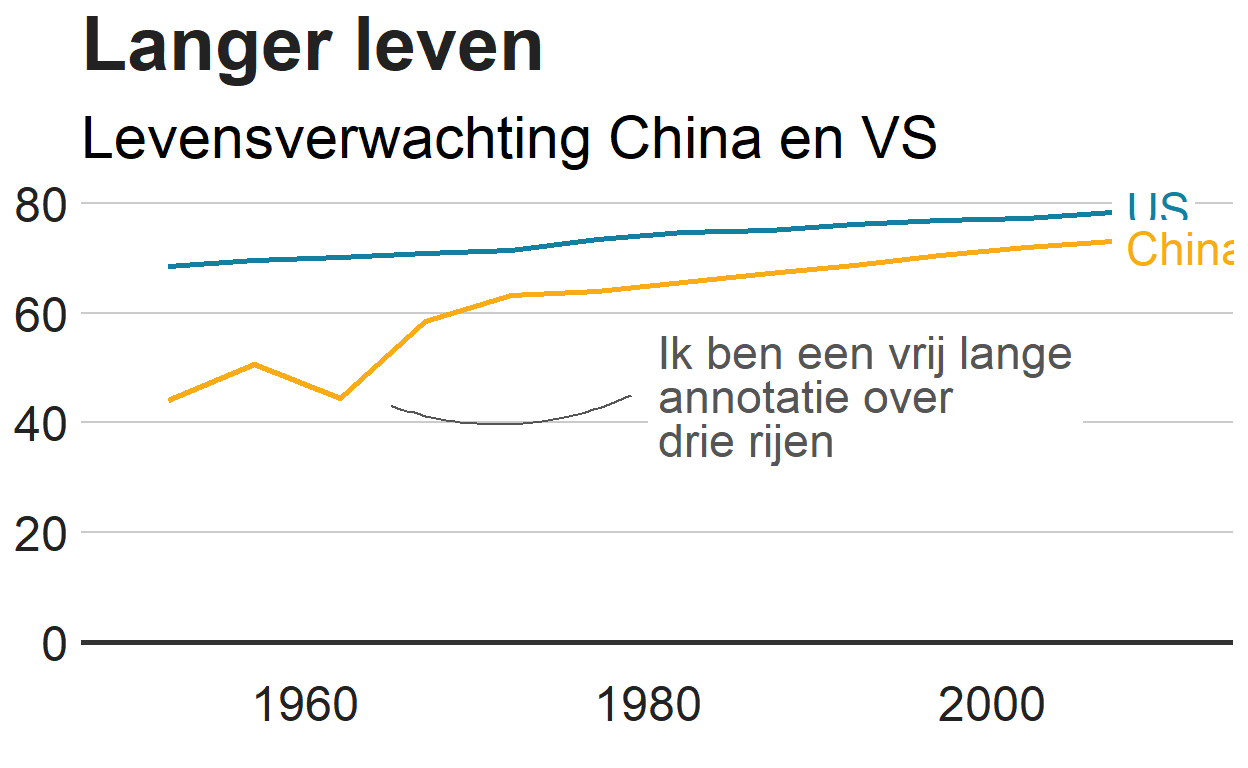 Langer leven
Levensverwachting China en VS
80
US
China
60
Ik ben een vrij lange
annotatie over
40
drie rijen
20
0
1960 1980 2000